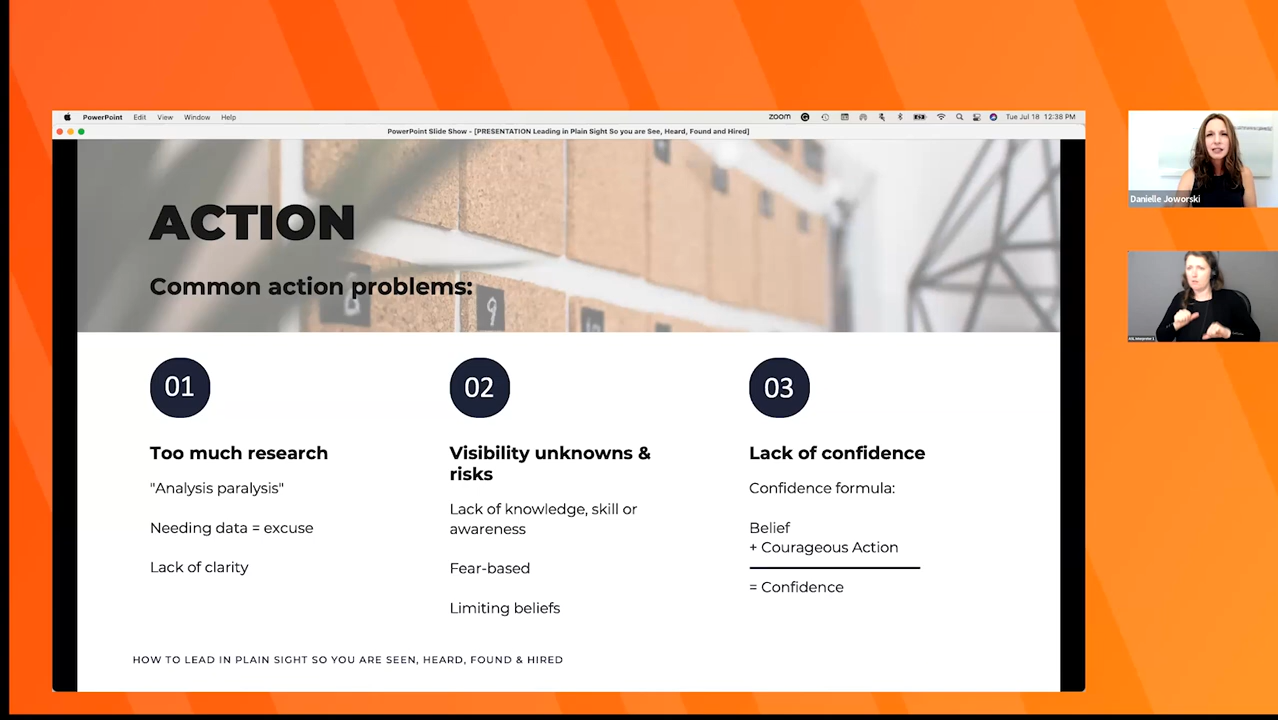 PowerPoint Edit View Window Help
zoom
Tue Jul 18 12:38 PM
PowerPoint Slide Show - [PRESENTATION Leading in Plain Sight So you are See, Heard, Found and Hired]
ACTION
Common action problems:
8
9
01
02
03
Too much research
"Analysis paralysis"
Needing data = excuse
Lack of clarity
Visibility unknowns &
risks
Lack of knowledge, skill or
awareness
Fear-based
Limiting beliefs
Lack of confidence
Confidence formula:
Belief
+ Courageous Action
= Confidence
HOW TO LEAD IN PLAIN SIGHT SO YOU ARE SEEN, HEARD, FOUND & HIRED
Danielle Joworski
ASL Interpreter 1